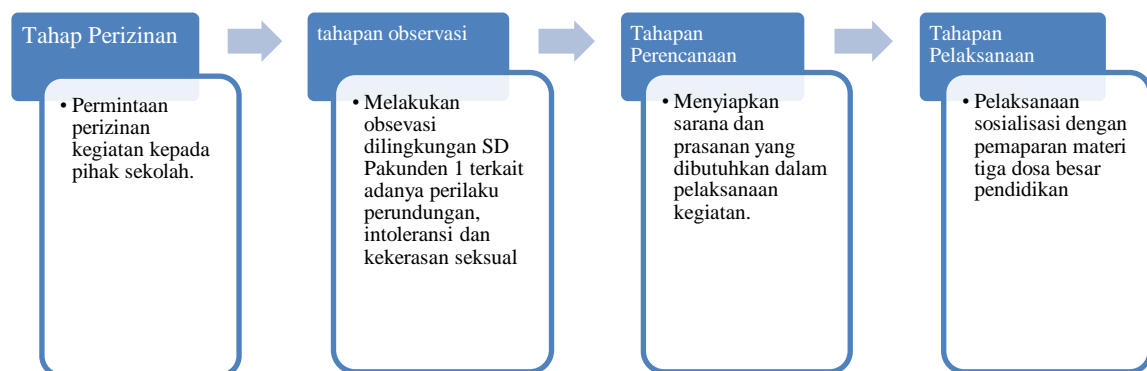 Tahap Perizinan
• Permintaan
perizinan
kegiatan kepada
pihak sekolah.
tahapan observasi
• Melakukan
obsevasi
dilingkungan SD
Pakunden 1 terkait
adanya perilaku
perundungan,
intoleransi dan
kekerasan seksual
Tahapan
Perencanaan
• Menyiapkan
sarana dan
prasanan yang
dibutuhkan dalam
pelaksanaan
kegiatan.
Tahapan
Pelaksanaan
• Pelaksanaan
sosialisasi dengan
pemaparan materi
tiga dosa besar
pendidikan